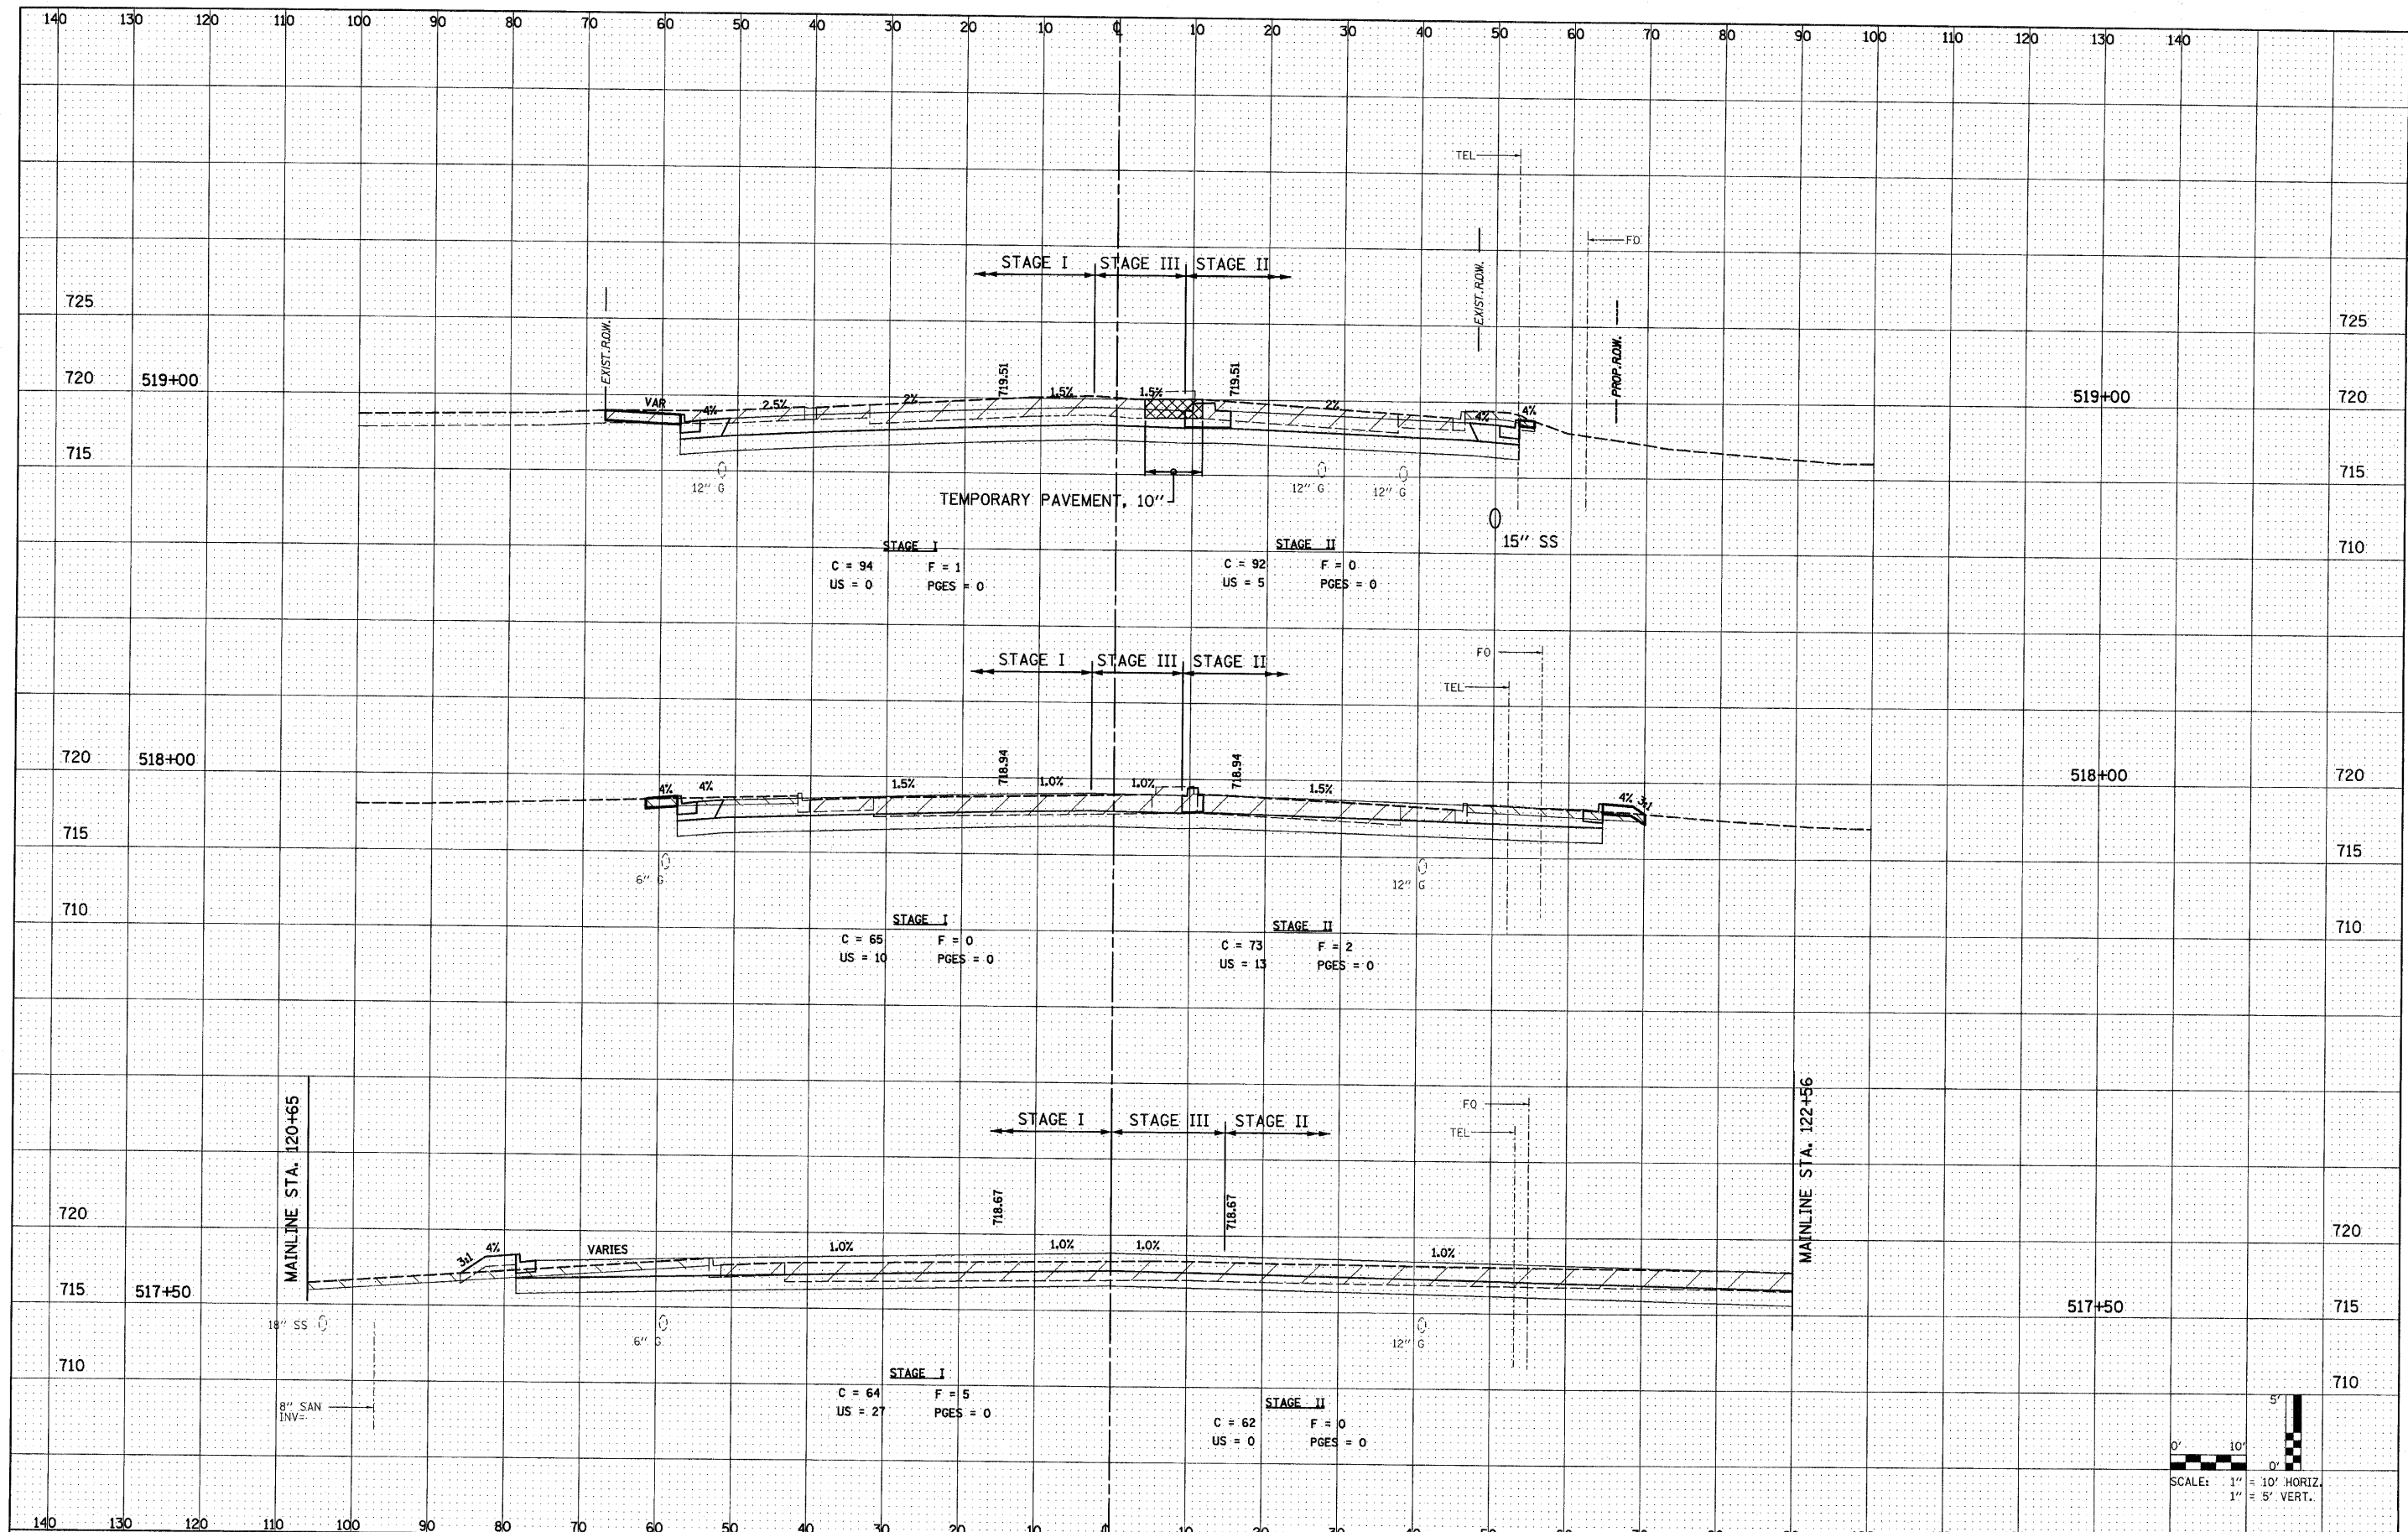 140 130 120 110 100 90 80 70 60 50 40 30 20 10 ℄ 10 20 30 40 50 60 70 80 90 100 110 120 130 140
TEL
FO
STAGE I STAGE III STAGE II
EXIST. R.O.W.
EXIST. R.O.W.
PROP. R.O.W.
725 725
720 519+00 719.51 719.51 519+00 720
VAR 4% 2.5% 2% 1.5% 1.5% 2% 4% 4%
715 715
12" G 12" G 12" G
TEMPORARY PAVEMENT, 10"
15" SS
710
STAGE I STAGE II
C = 94 F = 1 C = 92 F = 0
US = 0 PGES = 0 US = 5 PGES = 0
FO
STAGE I STAGE III STAGE II
TEL
720 518+00 718.94 718.94 518+00 720
4% 4% 1.5% 1.0% 1.0% 1.5% 4% 3:1
715 715
6" G 12" G
710 710
STAGE I STAGE II
C = 65 F = 0 C = 73 F = 2
US = 10 PGES = 0 US = 13 PGES = 0
MAINLINE STA. 120+65
MAINLINE STA. 122+56
FO
STAGE I STAGE III STAGE II
TEL
720 718.67 718.67 720
3:1 4% VARIES 1.0% 1.0% 1.0% 1.0%
715 517+50 517+50 715
18" SS 6" G 12" G
710 710
STAGE I STAGE II
C = 64 F = 5 C = 62 F = 0
US = 27 PGES = 0 US = 0 PGES = 0
8" SAN
INV=
5'
0' 10' 0'
SCALE: 1" = 10' HORIZ.
1" = 5' VERT.
140 130 120 110 100 90 80 70 60 50 40 30 20 10 ℄ 10 20 30 40